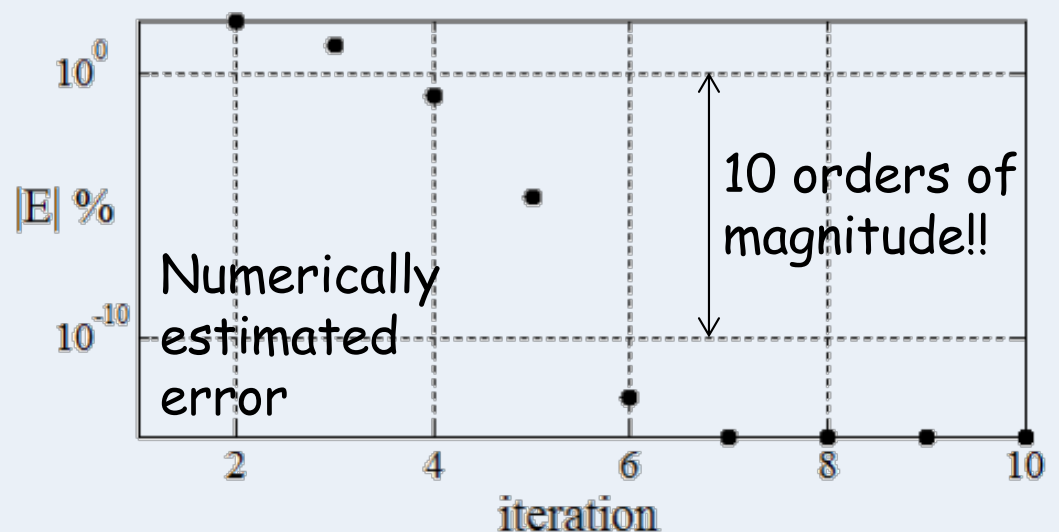 10^0
|E| %
10 orders of
magnitude!!
Numerically
estimated
error
10^-10
2 4 6 8 10
iteration